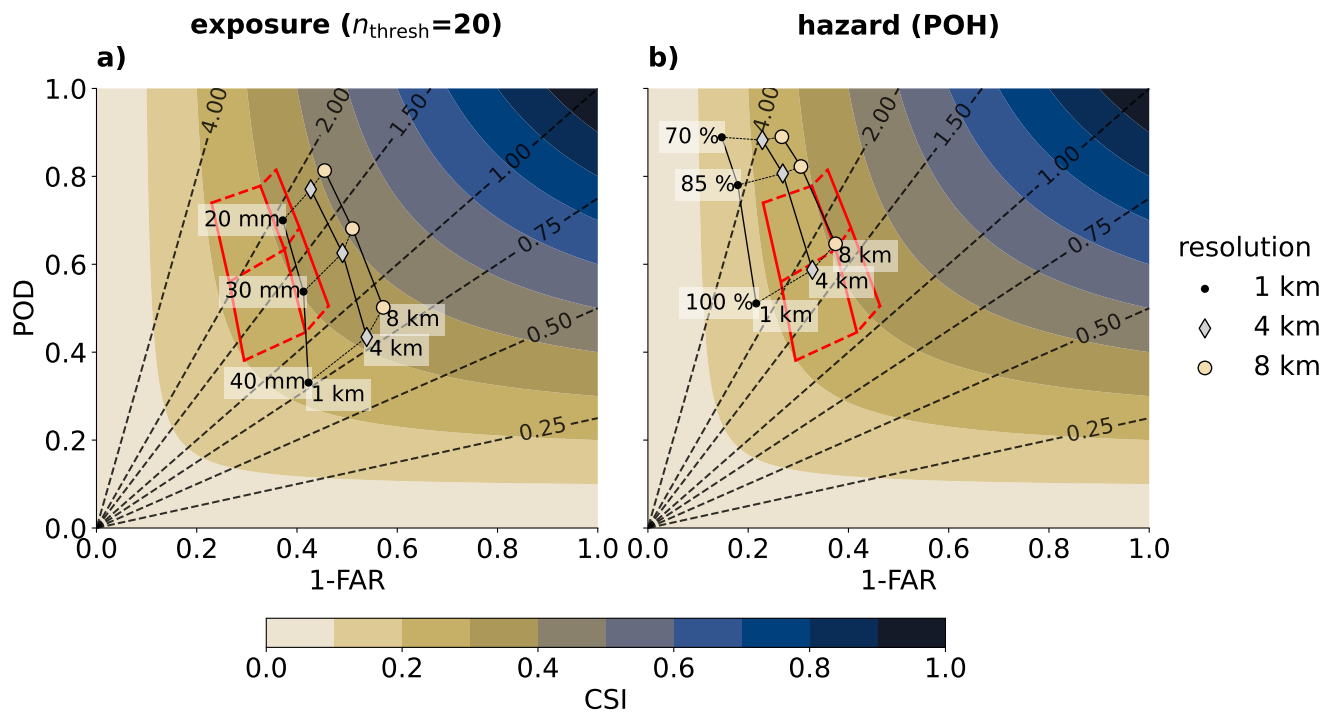 exposure (nthresh=20)
a)
1.0
0.8
0.6
0.4
0.2
0.0
POD
4.00
2.00
1.50
1.00
0.75
0.50
0.25
20 mm
30 mm
40 mm
8 km
4 km
1 km
0.0 0.2 0.4 0.6 0.8 1.0
1-FAR
hazard (POH)
b)
4.00
2.00
1.50
1.00
0.75
0.50
0.25
70 %
85 %
100 %
8 km
4 km
1 km
0.0 0.2 0.4 0.6 0.8 1.0
1-FAR
resolution
1 km
4 km
8 km
0.0 0.2 0.4 0.6 0.8 1.0
CSI